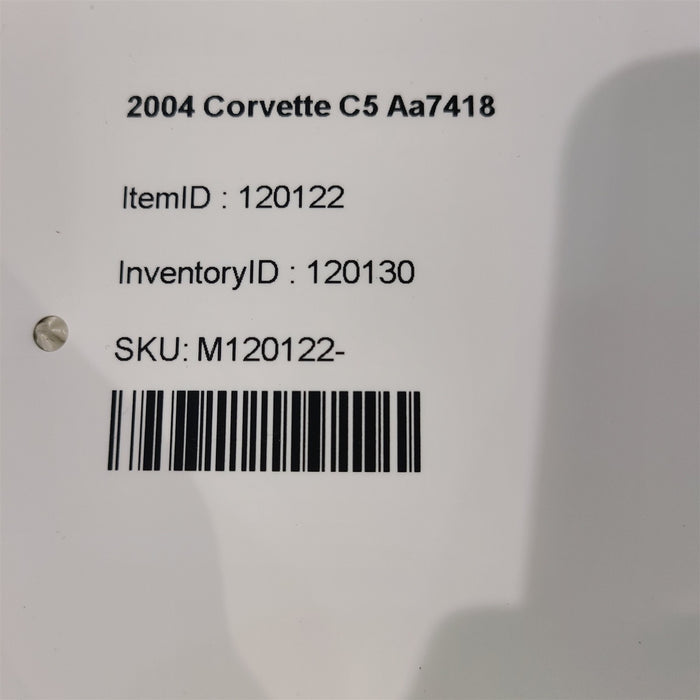 2004 Corvette C5 Aa7418
ItemID : 120122
InventoryID : 120130
SKU: M120122-